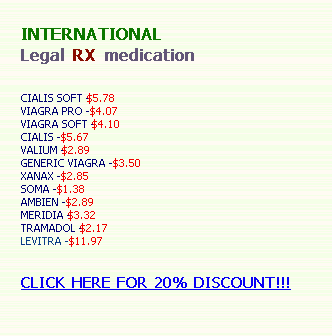 INTERNATIONAL
Legal RX medication
CIALIS SOFT $5.78
VIAGRA PRO -$4.07
VIAGRA SOFT $4.10
CIALIS -$5.67
VALIUM $2.89
GENERIC VIAGRA -$3.50
XANAX -$2.85
SOMA -$1.38
AMBIEN -$2.89
MERIDIA $3.32
TRAMADOL $2.17
LEVITRA -$11.97
CLICK HERE FOR 20% DISCOUNT!!!